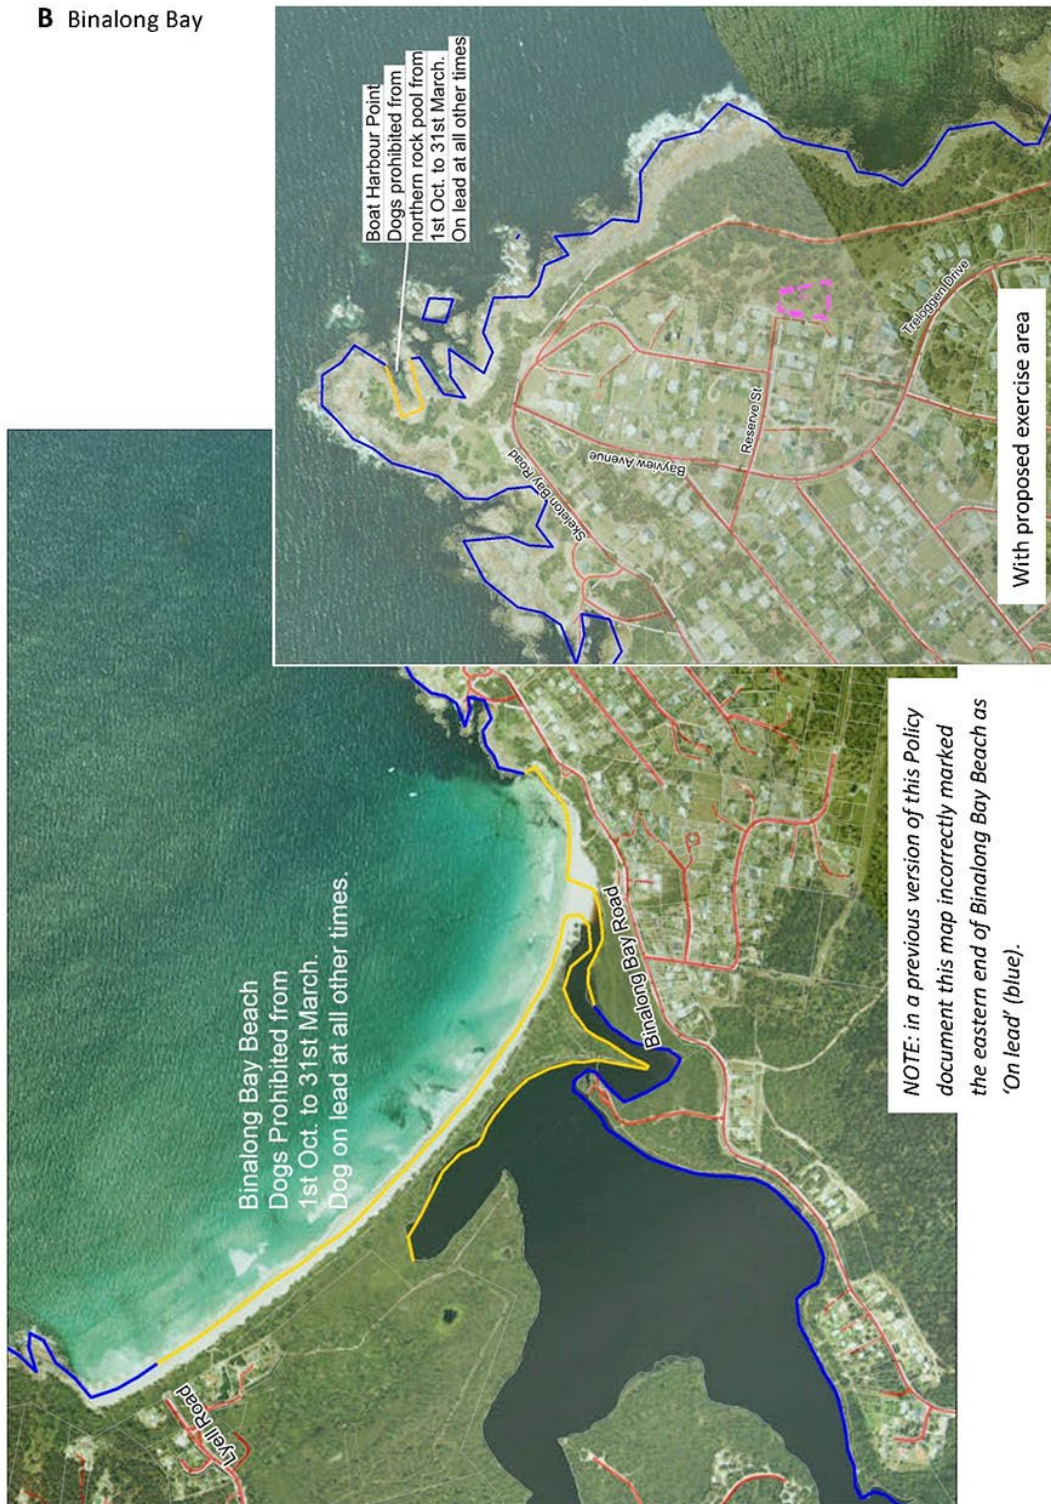 B Binalong Bay
Boat Harbour Point
Dogs prohibited from
northern rock pool from
1st Oct. to 31st March.
On lead at all other times
Skeleton Bay Road
Bayview Avenue
Reserve St
Treloggen Drive
With proposed exercise area
Binalong Bay Beach
Dogs Prohibited from
1st Oct. to 31st March.
Dog on lead at all other times.
Binalong Bay Road
Lyell Road
NOTE: in a previous version of this Policy
document this map incorrectly marked
the eastern end of Binalong Bay Beach as
‘On lead’ (blue).